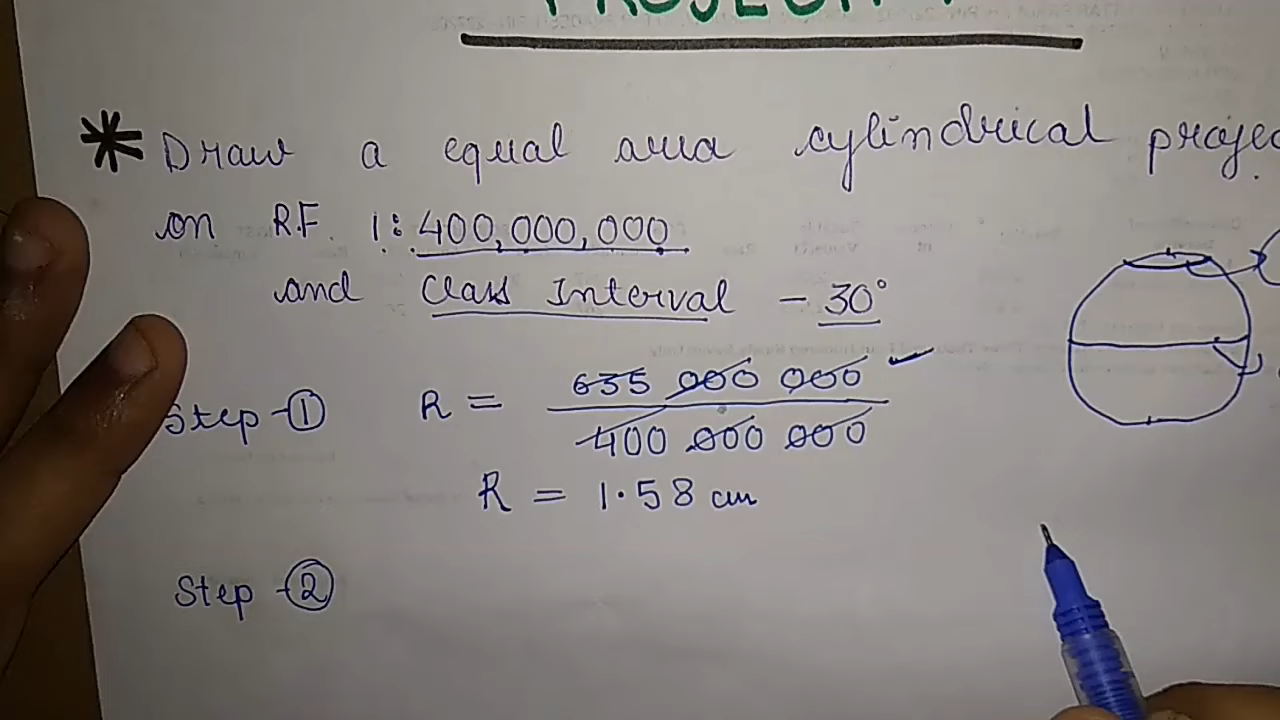 * Draw a equal area cylindrical projec
on R.F. 1:400,000,000
and Class Interval - 30°
Step -① R = 635 000 000
400 000 000
R = 1.58 cm
Step -②